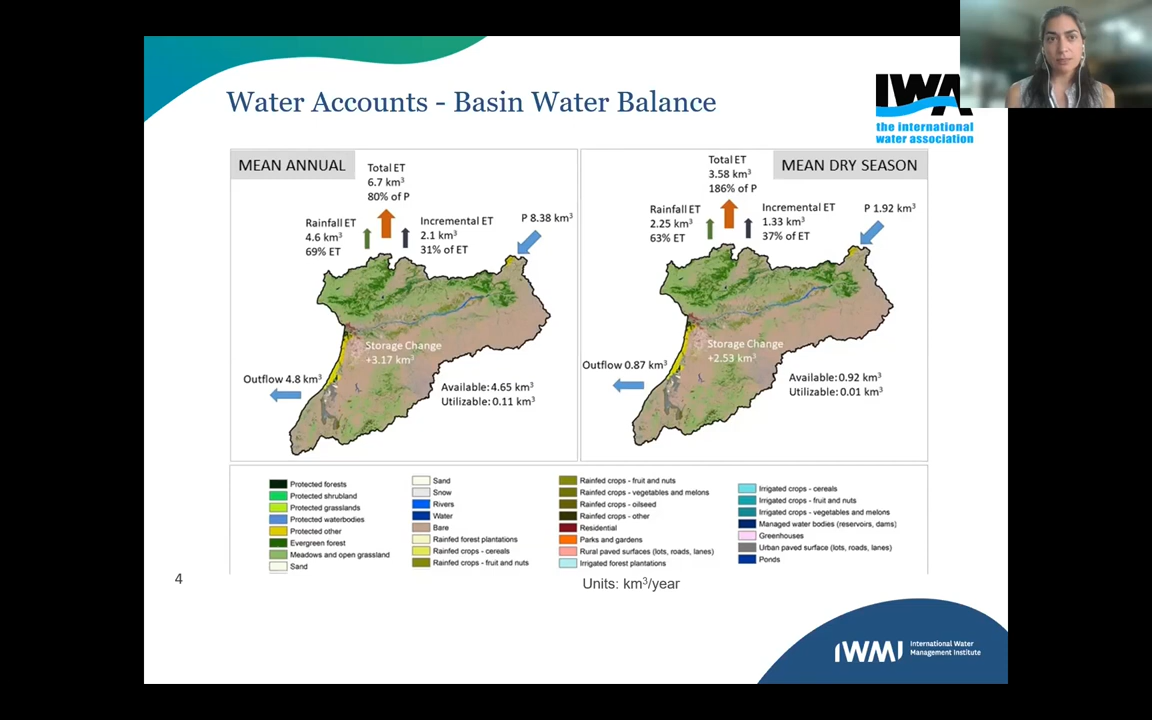 Water Accounts - Basin Water Balance
IWA
the international
water association
MEAN ANNUAL
Total ET
6.7 km³
80% of P
Rainfall ET
4.6 km³
69% ET
Incremental ET
2.1 km³
31% of ET
P 8.38 km³
Storage Change
+3.17 km³
Outflow 4.8 km³
Available: 4.65 km³
Utilizable: 0.11 km³
MEAN DRY SEASON
Total ET
3.58 km³
186% of P
Rainfall ET
2.25 km³
63% ET
Incremental ET
1.33 km³
37% of ET
P 1.92 km³
Storage Change
+2.53 km³
Outflow 0.87 km³
Available: 0.92 km³
Utilizable: 0.01 km³
Protected forests
Protected shrubland
Protected grasslands
Protected waterbodies
Protected other
Evergreen forest
Meadows and open grassland
Sand
Sand
Snow
Rivers
Water
Bare
Rainfed forest plantations
Rainfed crops - cereals
Rainfed crops - fruit and nuts
Rainfed crops - fruit and nuts
Rainfed crops - vegetables and melons
Rainfed crops - oilseed
Rainfed crops - other
Residential
Parks and gardens
Rural paved surfaces (lots, roads, lanes)
Irrigated forest plantations
Irrigated crops - cereals
Irrigated crops - fruit and nuts
Irrigated crops - vegetables and melons
Managed water bodies (reservoirs, dams)
Greenhouses
Urban paved surface (lots, roads, lanes)
Ponds
4
Units: km³/year
IWMI
International Water
Management Institute